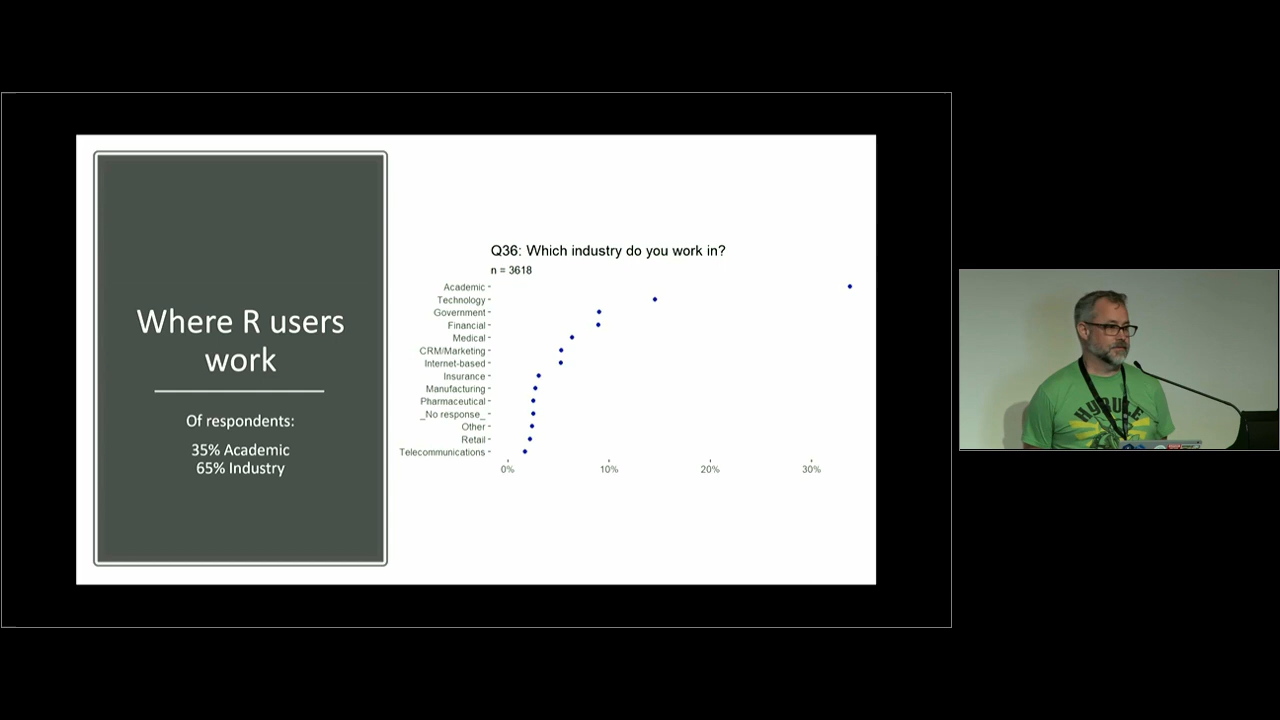 Where R users
work
Of respondents:
35% Academic
65% Industry
Q36: Which industry do you work in?
n = 3618
Academic
Technology
Government
Financial
Medical
CRM/Marketing
Internet-based
Insurance
Manufacturing
Pharmaceutical
_No response_
Other
Retail
Telecommunications
0% 10% 20% 30%
HYRULE